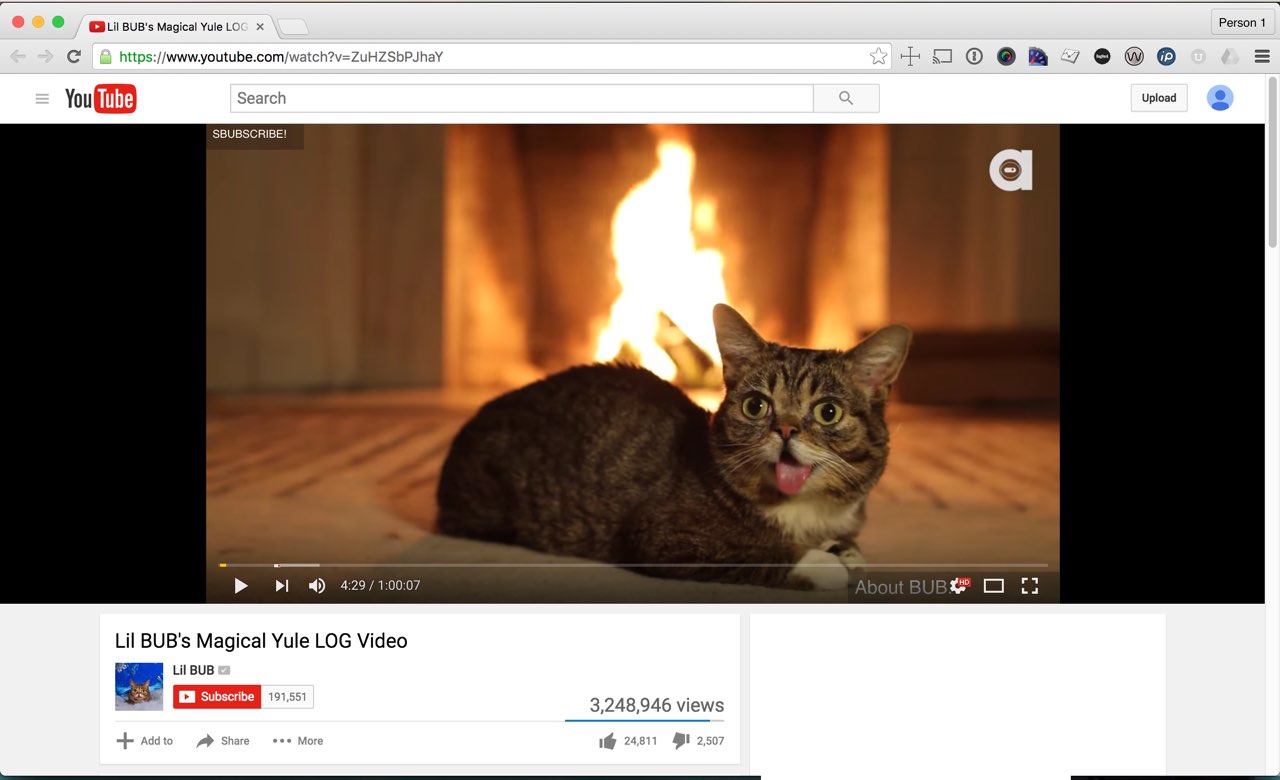 Lil BUB's Magical Yule LOG
Person 1
https://www.youtube.com/watch?v=ZuHZSbPJhaY
YouTube
Search
Upload
SBUBSCRIBE!
a
4:29 / 1:00:07
About BUB.
HD
Lil BUB's Magical Yule LOG Video
Lil BUB
Subscribe 191,551
3,248,946 views
Add to Share More
24,811 2,507